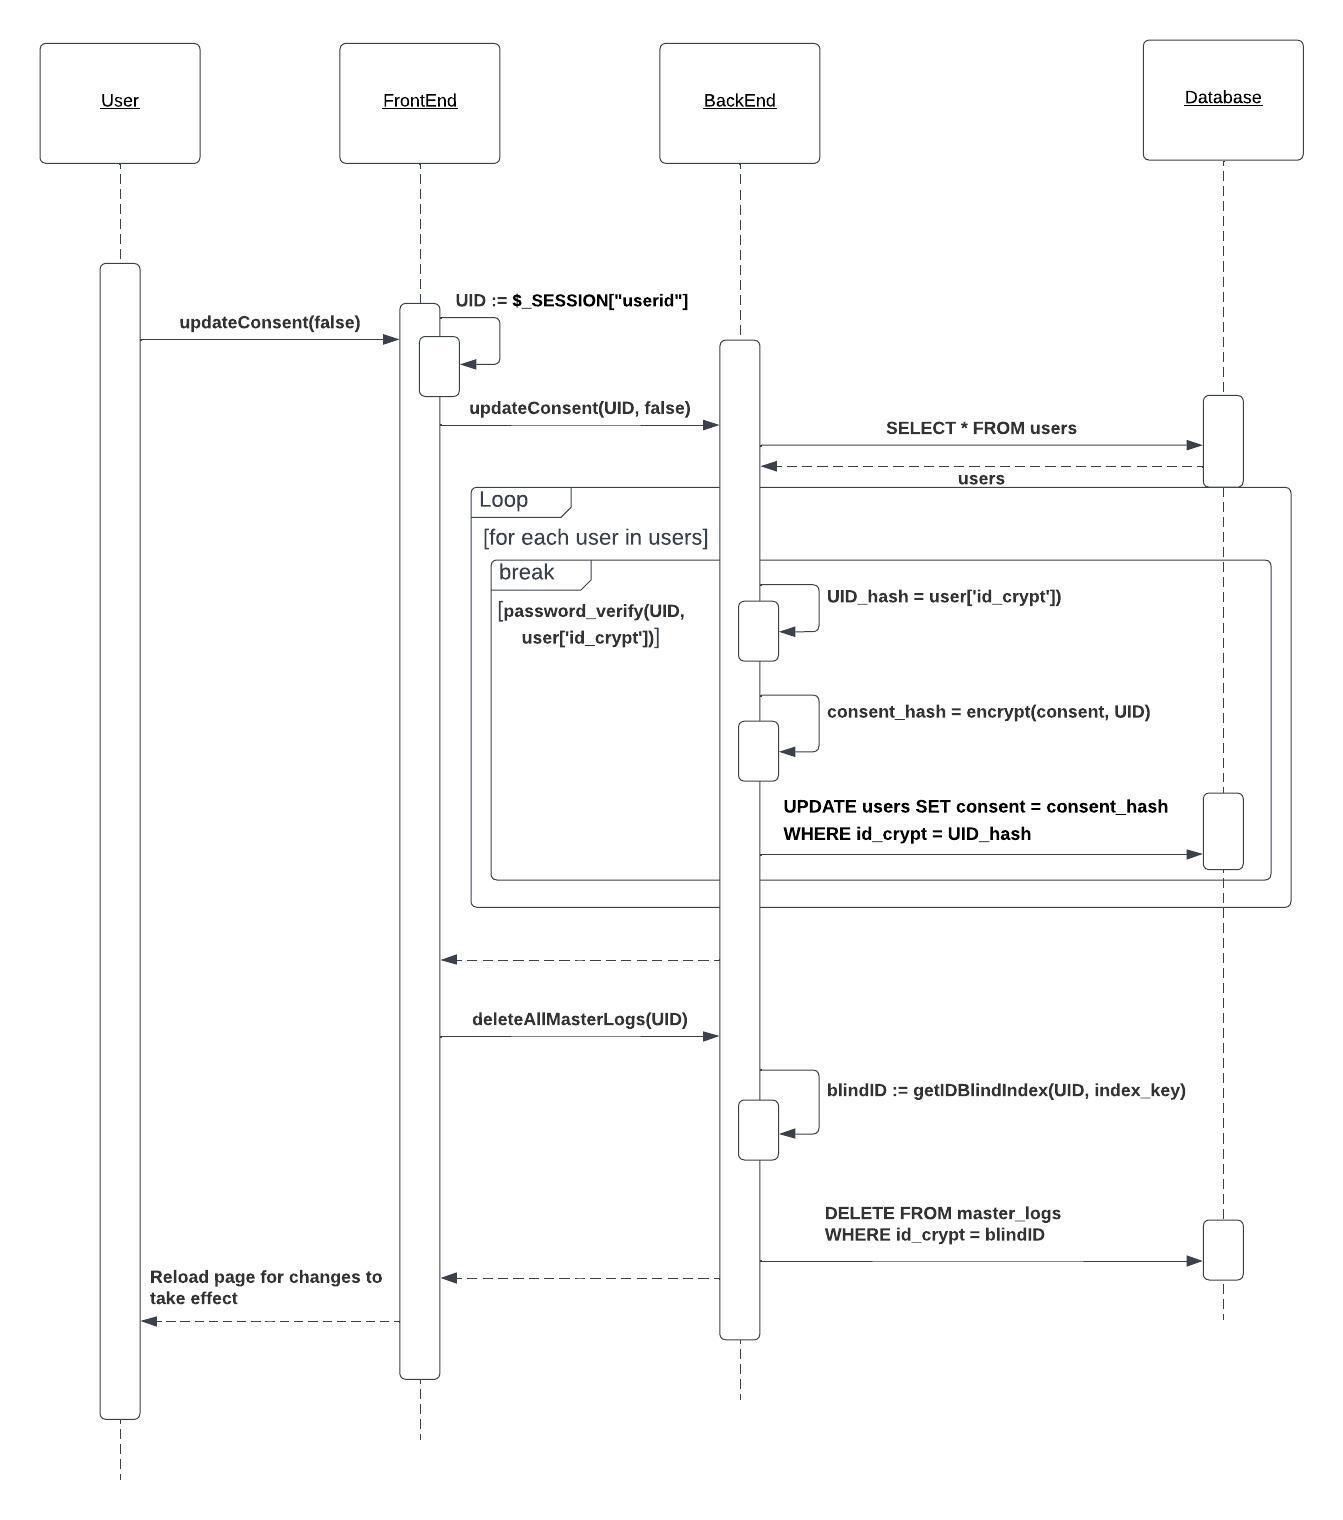 User
FrontEnd
BackEnd
Database
UID := $_SESSION["userid"]
updateConsent(false)
updateConsent(UID, false)
SELECT * FROM users
users
Loop
[for each user in users]
break
[password_verify(UID,
user['id_crypt'])]
UID_hash = user['id_crypt'])
consent_hash = encrypt(consent, UID)
UPDATE users SET consent = consent_hash
WHERE id_crypt = UID_hash
deleteAllMasterLogs(UID)
blindID := getIDBlindIndex(UID, index_key)
DELETE FROM master_logs
WHERE id_crypt = blindID
Reload page for changes to
take effect